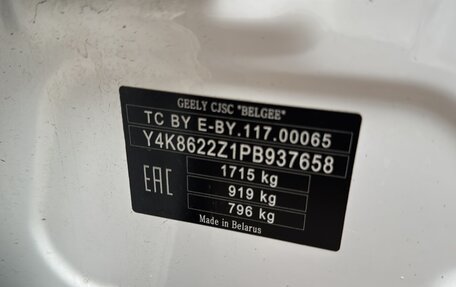 GEELY CJSC "BELGEE"
TC BY E-BY.117.00065
Y4K8622Z1PB937658
1715 kg
EAC
919 kg
796 kg
Made in Belarus